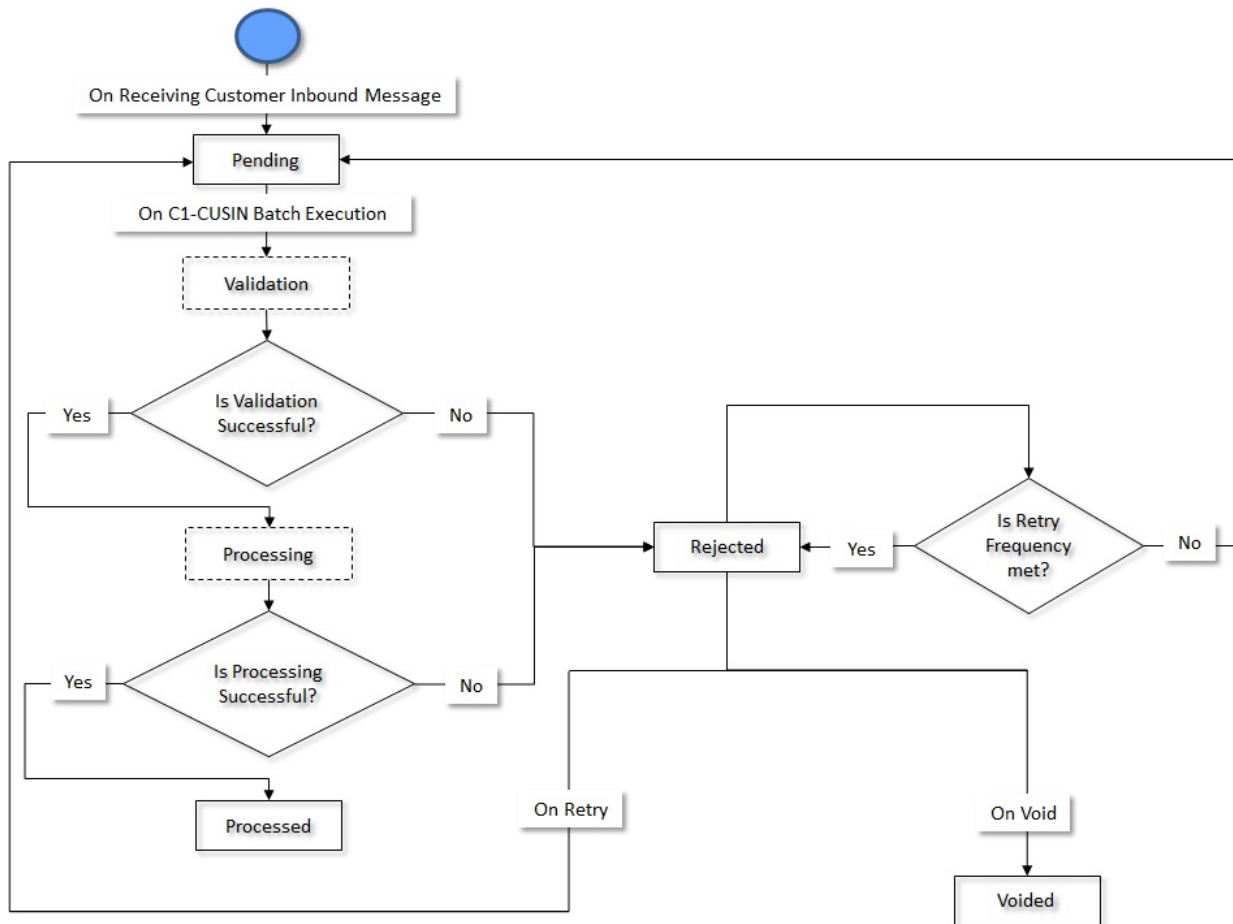 On Receiving Customer Inbound Message
Pending
On C1-CUSIN Batch Execution
Validation
Is Validation
Successful?
Yes
No
Processing
Is Processing
Successful?
Yes
No
Processed
Rejected
Is Retry
Frequency
met?
Yes
No
On Retry
On Void
Voided